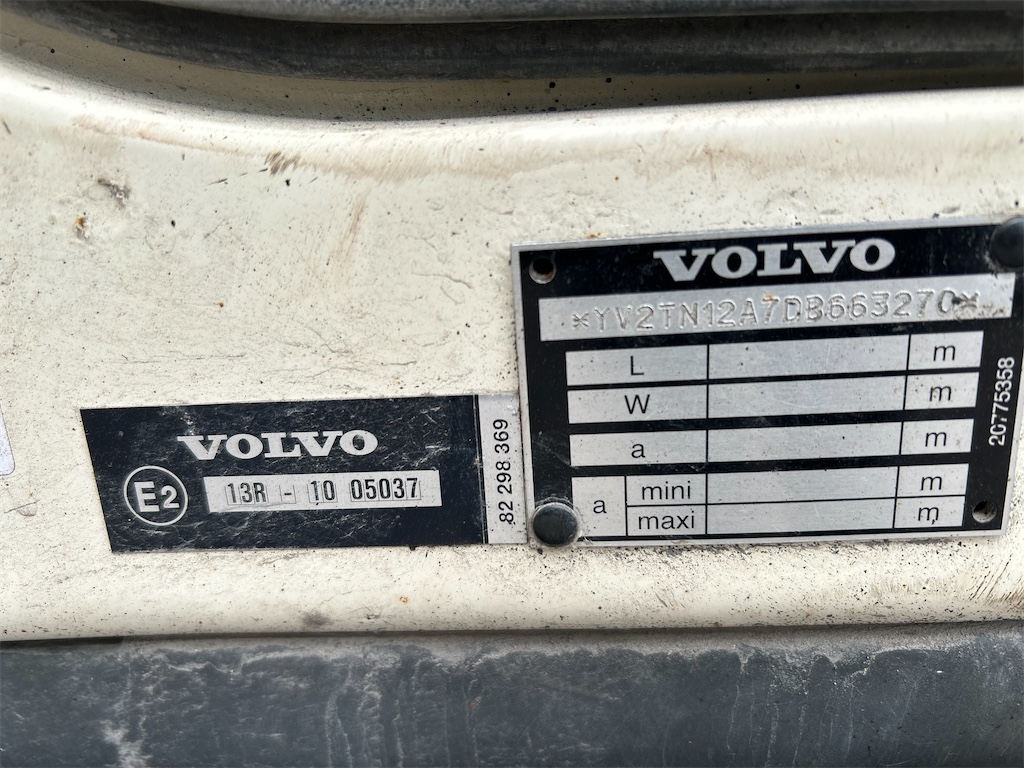 VOLVO
*YV2TN12A7DB663270*
L m
W m
a m
a mini m
maxi m
20775358
VOLVO
E2 13R - 10 05037
82 298 369